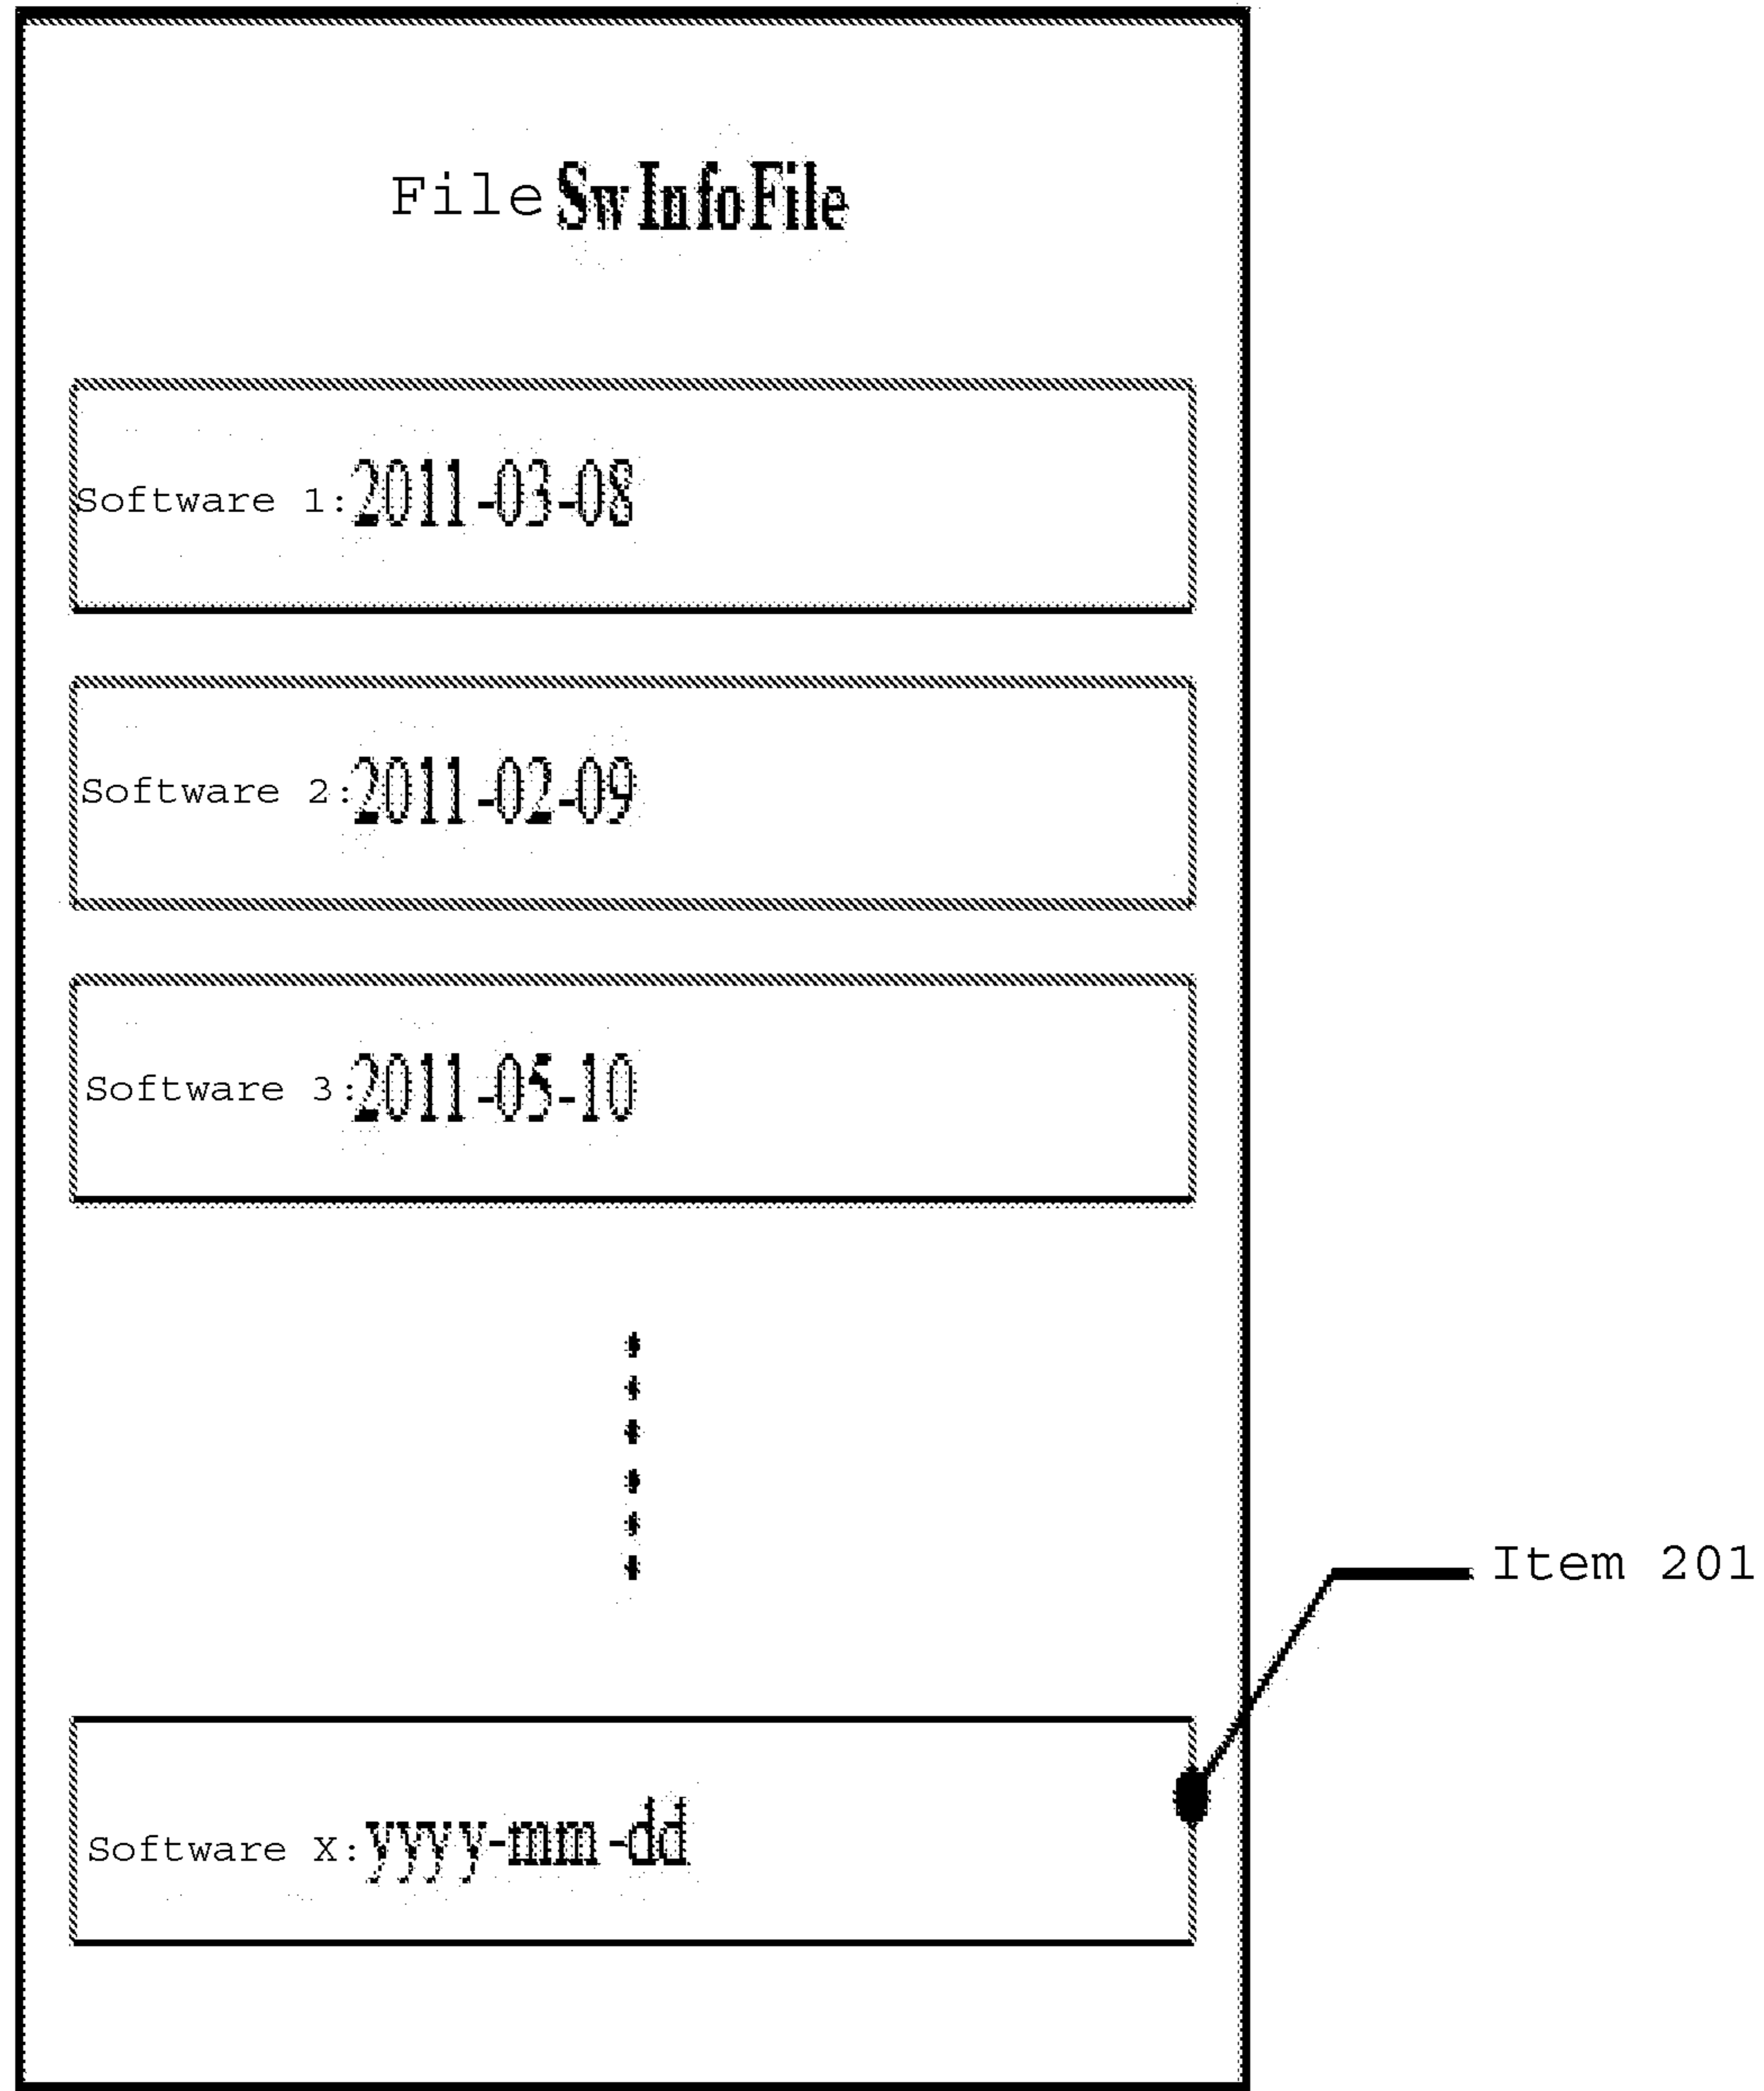 File SwInfoFile
Software 1:2011-03-08
Software 2:2011-02-09
Software 3:2011-05-10
Item 201
Software X:yyyy-mm-dd